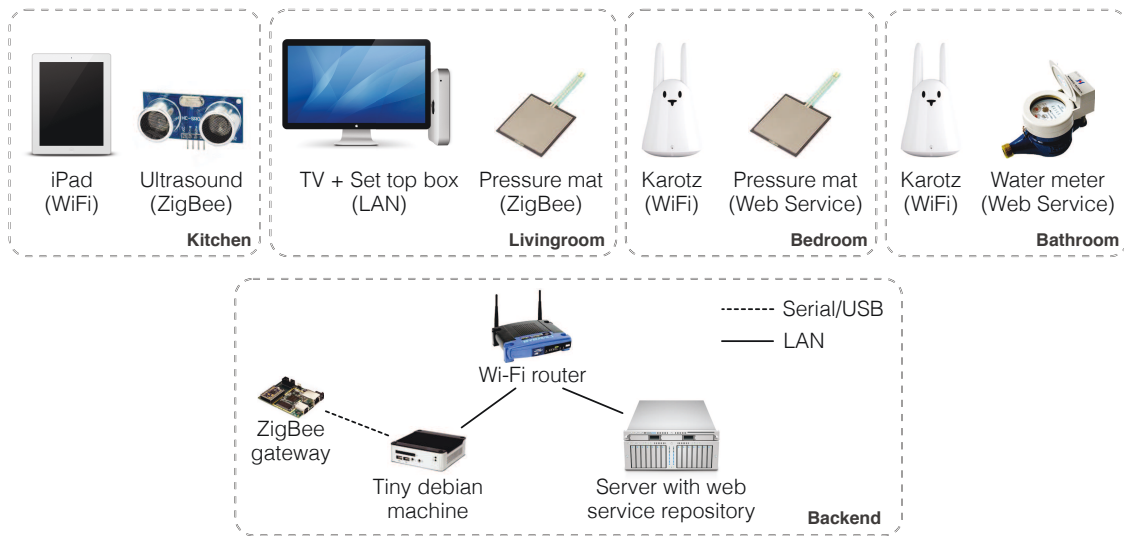 iPad
(WiFi)
Ultrasound
(ZigBee)
Kitchen
TV + Set top box
(LAN)
Pressure mat
(ZigBee)
Livingroom
Karotz
(WiFi)
Pressure mat
(Web Service)
Bedroom
Karotz
(WiFi)
Water meter
(Web Service)
Bathroom
Serial/USB
LAN
Wi-Fi router
ZigBee
gateway
Tiny debian
machine
Server with web
service repository
Backend